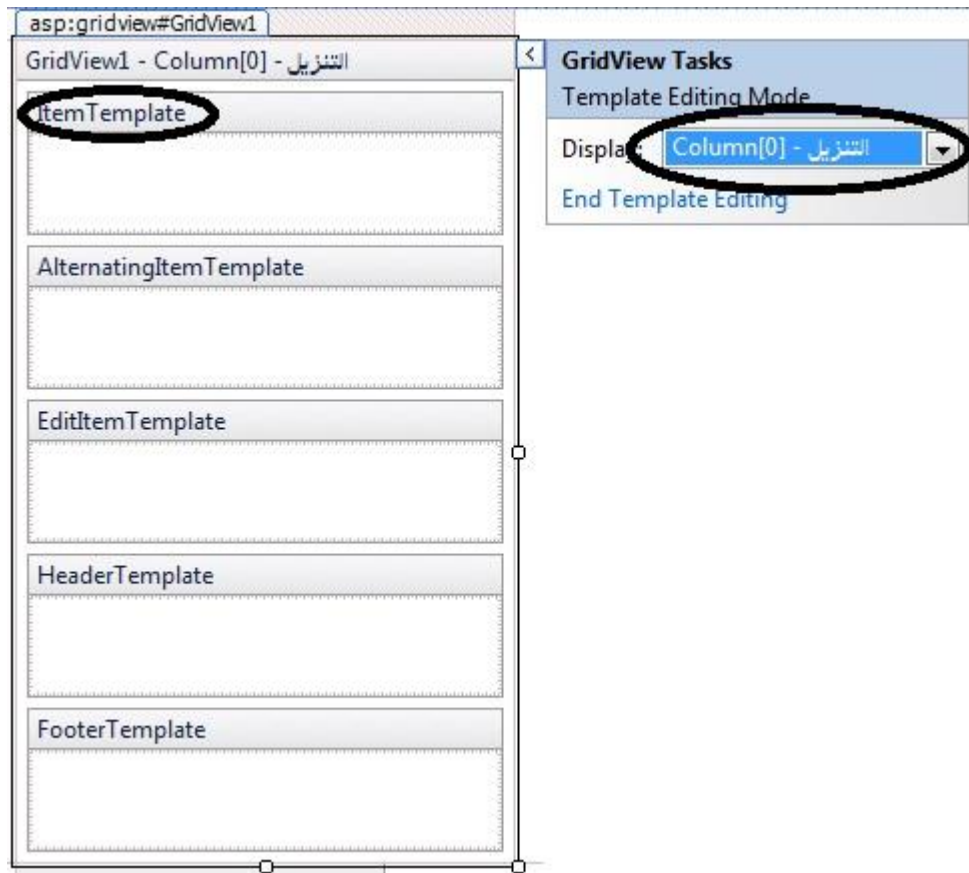 asp:gridview#GridView1
GridView1 - Column[0] - التنزيل
ItemTemplate
AlternatingItemTemplate
EditItemTemplate
HeaderTemplate
FooterTemplate
GridView Tasks
Template Editing Mode
Display:
Column[0] - التنزيل
End Template Editing